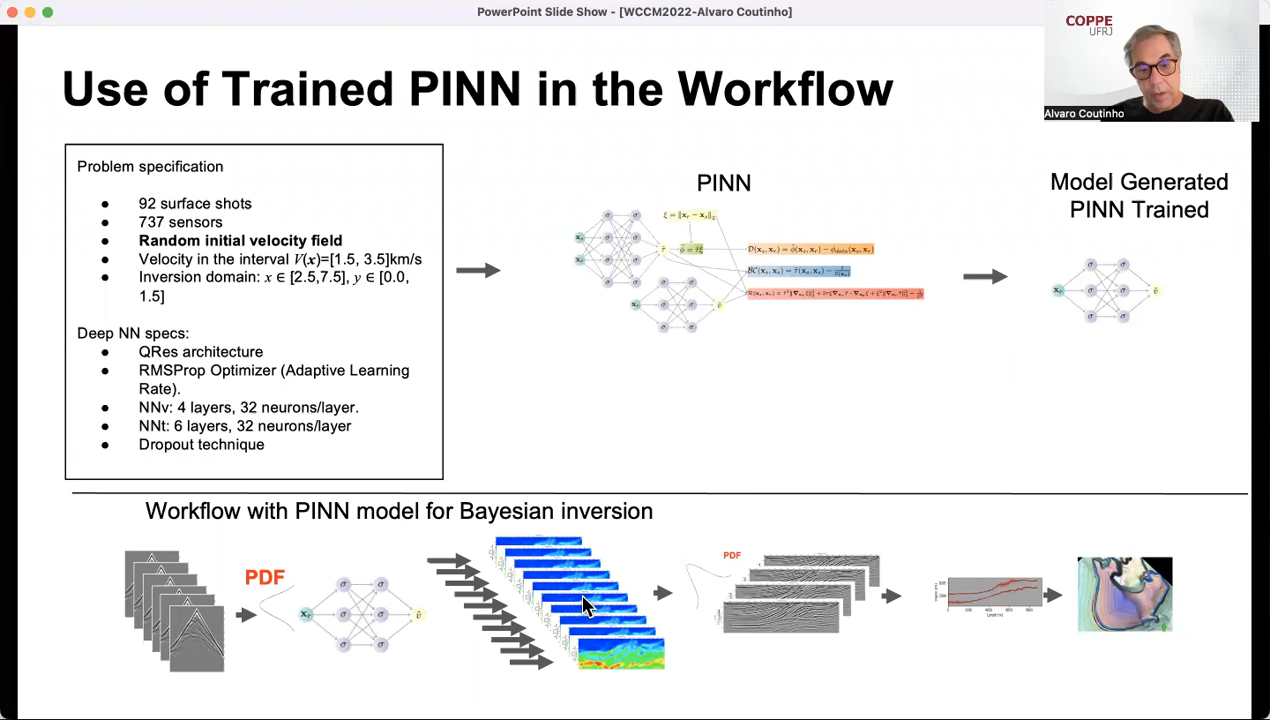 PowerPoint Slide Show - [WCCM2022-Alvaro Coutinho]
COPPE
UFRJ
Alvaro Coutinho
Use of Trained PINN in the Workflow
Problem specification
● 92 surface shots
● 737 sensors
● Random initial velocity field
● Velocity in the interval V(x)=[1.5, 3.5]km/s
● Inversion domain: x ∈ [2.5,7.5], y ∈ [0.0,
1.5]
Deep NN specs:
● QRes architecture
● RMSProp Optimizer (Adaptive Learning
Rate).
● NNv: 4 layers, 32 neurons/layer.
● NNt: 6 layers, 32 neurons/layer
● Dropout technique
PINN
Model Generated
PINN Trained
Workflow with PINN model for Bayesian inversion
PDF
PDF